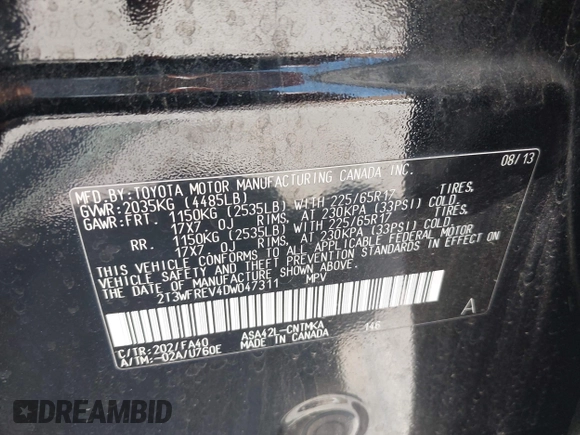 MFD.BY:TOYOTA MOTOR MANUFACTURING CANADA INC. 08/13
GVWR:2035KG (4485LB)
GAWR:FRT. 1150KG (2535LB) WITH 225/65R17 TIRES.
17X7 0J RIMS. AT 230KPA (33PSI) COLD.
RR. 1150KG (2535LB) WITH 225/65R17 TIRES.
17X7 0J RIMS. AT 230KPA (33PSI) COLD.
THIS VEHICLE CONFORMS TO ALL APPLICABLE FEDERAL MOTOR
VEHICLE SAFETY AND THEFT PREVENTION STANDARDS IN EFFECT ON
THE DATE OF MANUFACTURE SHOWN ABOVE.
2T3WFREV4DW047311 MPV
A
C/TR:202/FA40 ASA42L-CNTMKA 146
A/TM:-02A/U760E MADE IN CANADA
DREAMBID